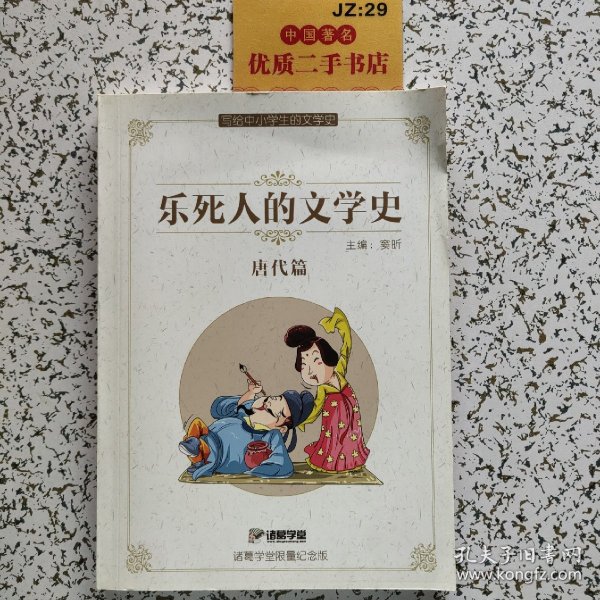 JZ:29
中国著名
优质二手书店
写给中小学生的文学史
乐死人的文学史
主编：窦昕
唐代篇
诸葛学堂
诸葛学堂限量纪念版
孔夫子旧书网
www.kongfz.com